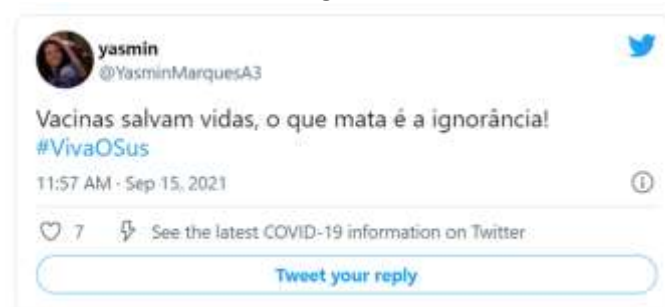 yasmin
@YasminMarquesA3
Vacinas salvam vidas, o que mata é a ignorância!
#VivaOSus
11:57 AM · Sep 15, 2021
7 See the latest COVID-19 information on Twitter
Tweet your reply